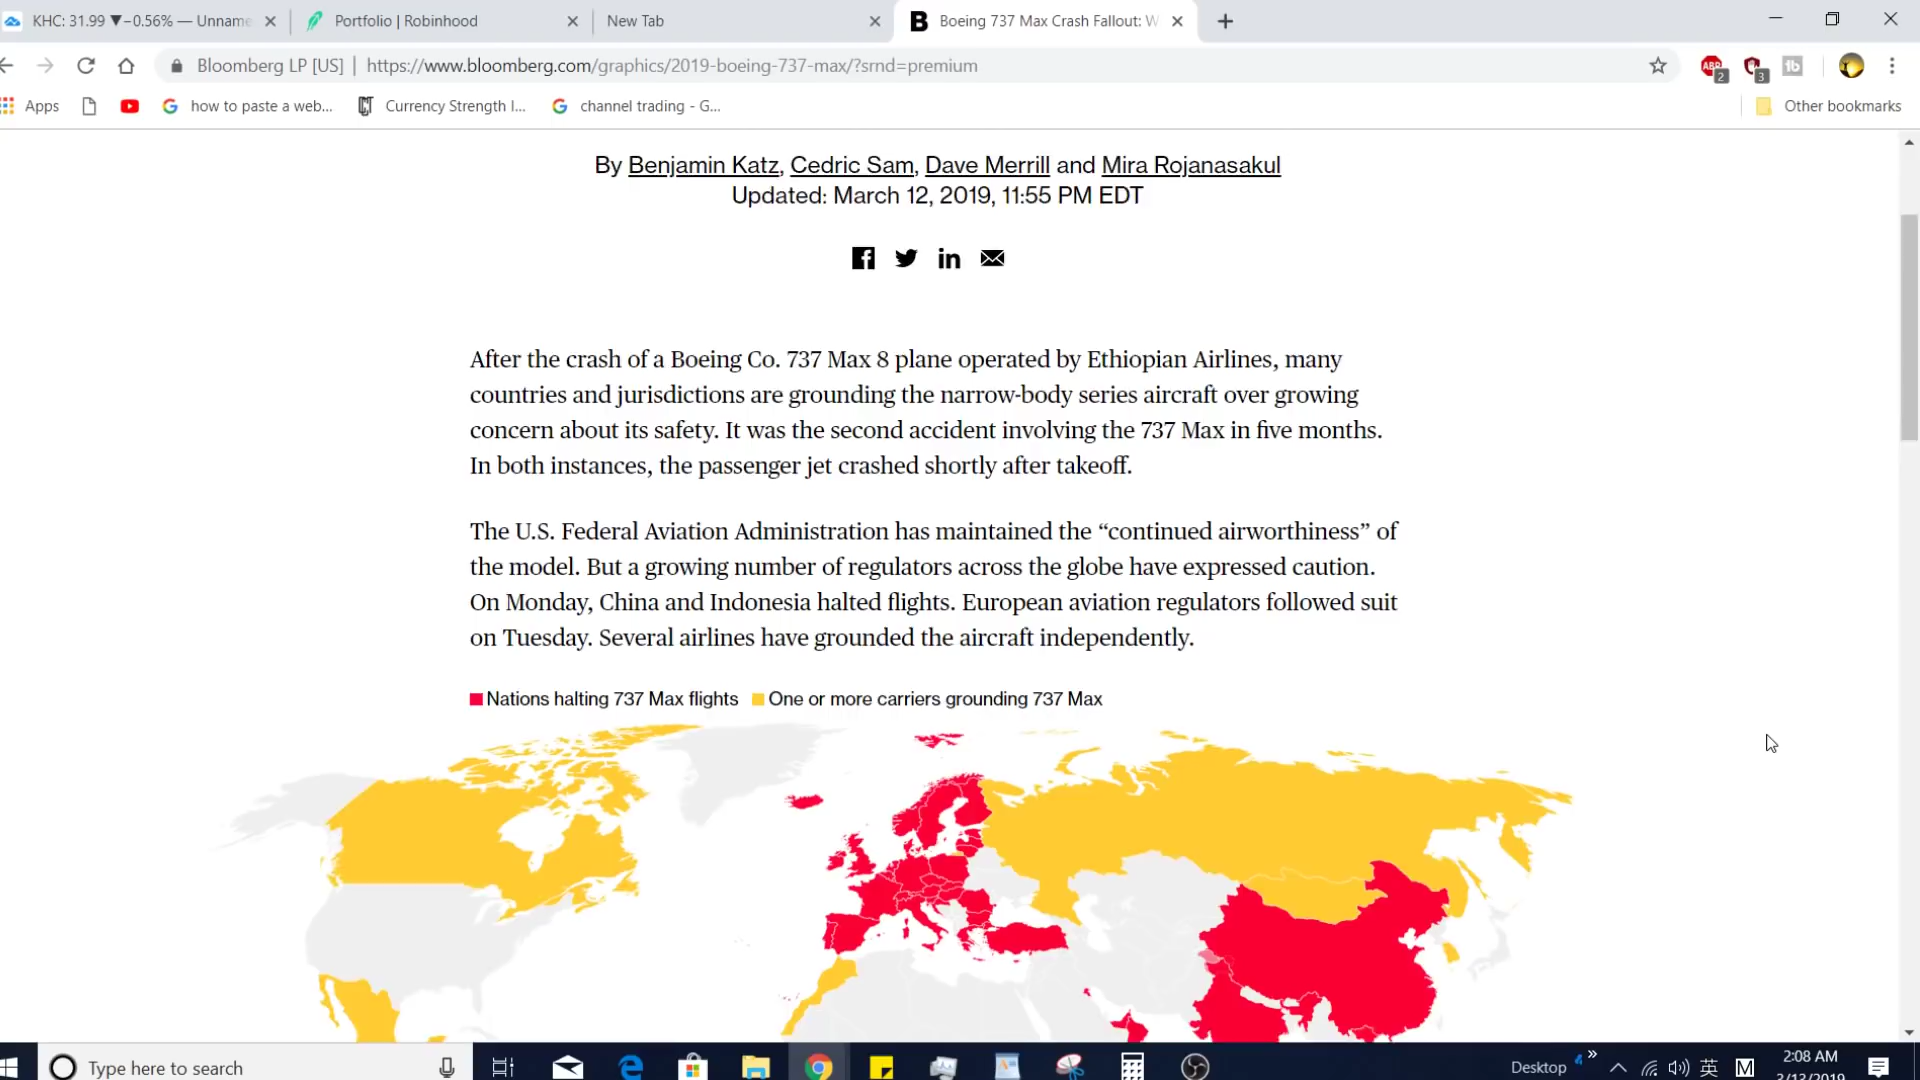 KHC: 31.99 ▼−0.56% — Unname
Portfolio | Robinhood
New Tab
Boeing 737 Max Crash Fallout: W
Bloomberg LP [US] | https://www.bloomberg.com/graphics/2019-boeing-737-max/?srnd=premium
ABP 2
3
tb
Apps
how to paste a web...
Currency Strength I...
channel trading - G...
Other bookmarks
By Benjamin Katz, Cedric Sam, Dave Merrill and Mira Rojanasakul
Updated: March 12, 2019, 11:55 PM EDT
After the crash of a Boeing Co. 737 Max 8 plane operated by Ethiopian Airlines, many
countries and jurisdictions are grounding the narrow-body series aircraft over growing
concern about its safety. It was the second accident involving the 737 Max in five months.
In both instances, the passenger jet crashed shortly after takeoff.
The U.S. Federal Aviation Administration has maintained the “continued airworthiness” of
the model. But a growing number of regulators across the globe have expressed caution.
On Monday, China and Indonesia halted flights. European aviation regulators followed suit
on Tuesday. Several airlines have grounded the aircraft independently.
Nations halting 737 Max flights One or more carriers grounding 737 Max
Type here to search
Desktop
英
M
2:08 AM
3/13/2019